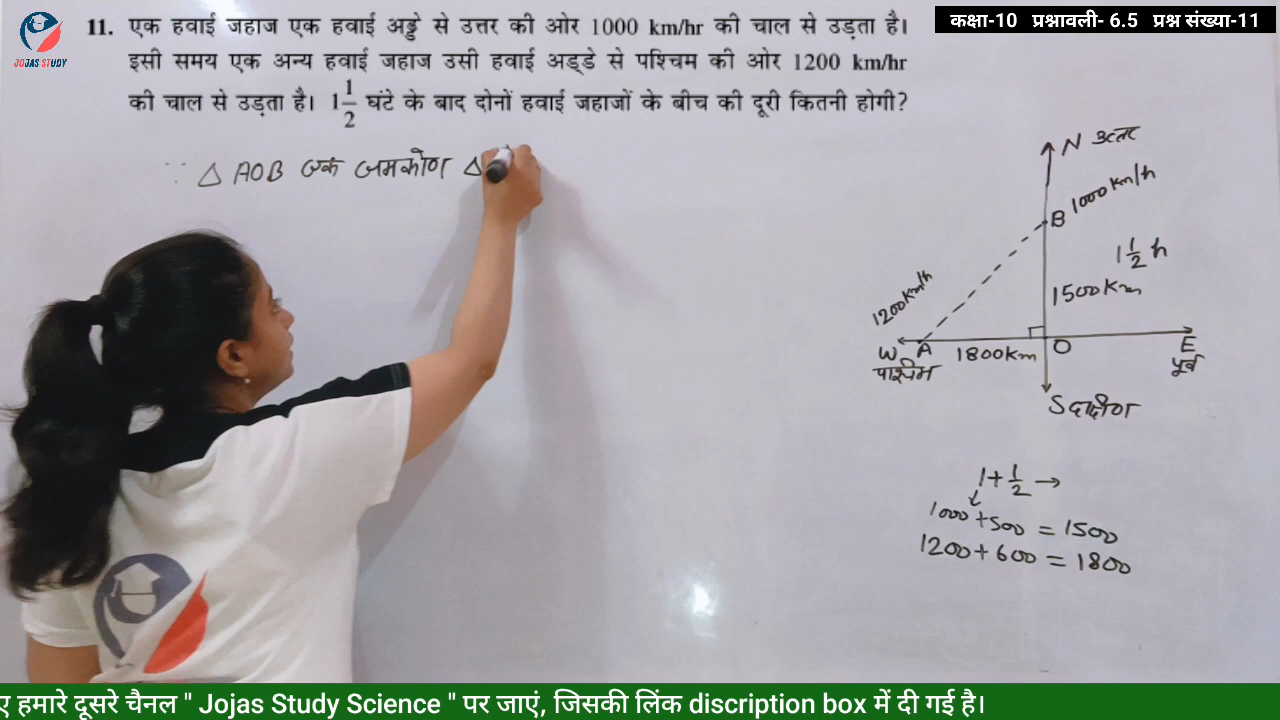 JOJAS STUDY
कक्षा-10 प्रश्नावली- 6.5 प्रश्न संख्या-11
11. एक हवाई जहाज एक हवाई अड्डे से उत्तर की ओर 1000 km/hr की चाल से उड़ता है।
इसी समय एक अन्य हवाई जहाज उसी हवाई अड्डे से पश्चिम की ओर 1200 km/hr
की चाल से उड़ता है। 1 1/2 घंटे के बाद दोनों हवाई जहाजों के बीच की दूरी कितनी होगी?
∵ △ AOB एक समकोण △
N उत्तर
B 1000 km/h
1 1/2 h
1500 Km
1200 Km/h
W A 1800 Km O E
पश्चिम पूर्व
S दक्षिण
1 + 1/2 →
1000 + 500 = 1500
1200 + 600 = 1800
ए हमारे दूसरे चैनल " Jojas Study Science " पर जाएं, जिसकी लिंक discription box में दी गई है।